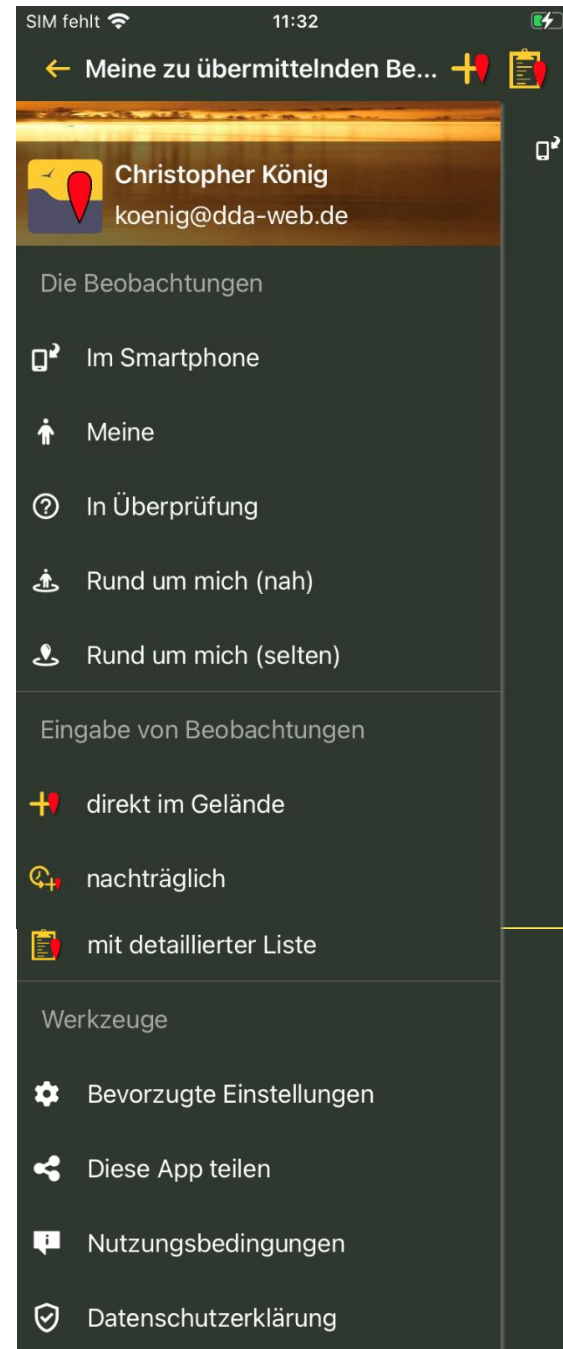 SIM fehlt 11:32
Meine zu übermittelnden Be...
Christopher König
koenig@dda-web.de
Die Beobachtungen
Im Smartphone
Meine
In Überprüfung
Rund um mich (nah)
Rund um mich (selten)
Eingabe von Beobachtungen
direkt im Gelände
nachträglich
mit detaillierter Liste
Werkzeuge
Bevorzugte Einstellungen
Diese App teilen
Nutzungsbedingungen
Datenschutzerklärung